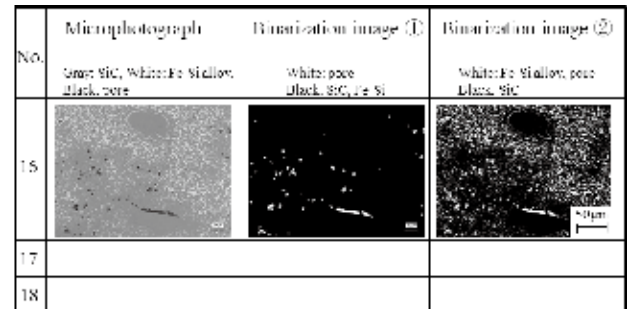 No.
Microphotograph
Gray: SiC, White: Fe-Si alloy,
Black: pore
Binarization image ①
White: pore
Black: SiC, Fe-Si
Binarization image ②
White: Fe-Si alloy, pore
Black: SiC
16
50μm
17
18